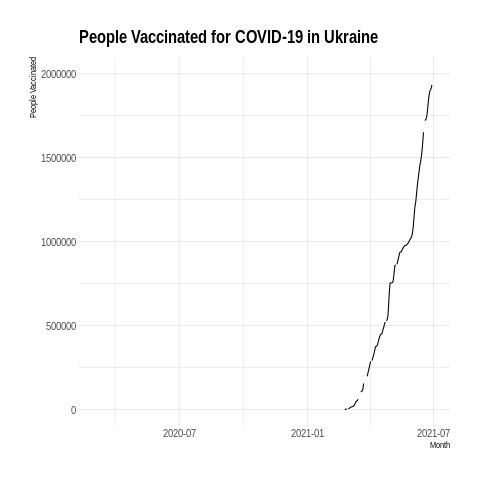 People Vaccinated for COVID-19 in Ukraine
People Vaccinated
2000000
1500000
1000000
500000
0
2020-07
2021-01
2021-07
Month